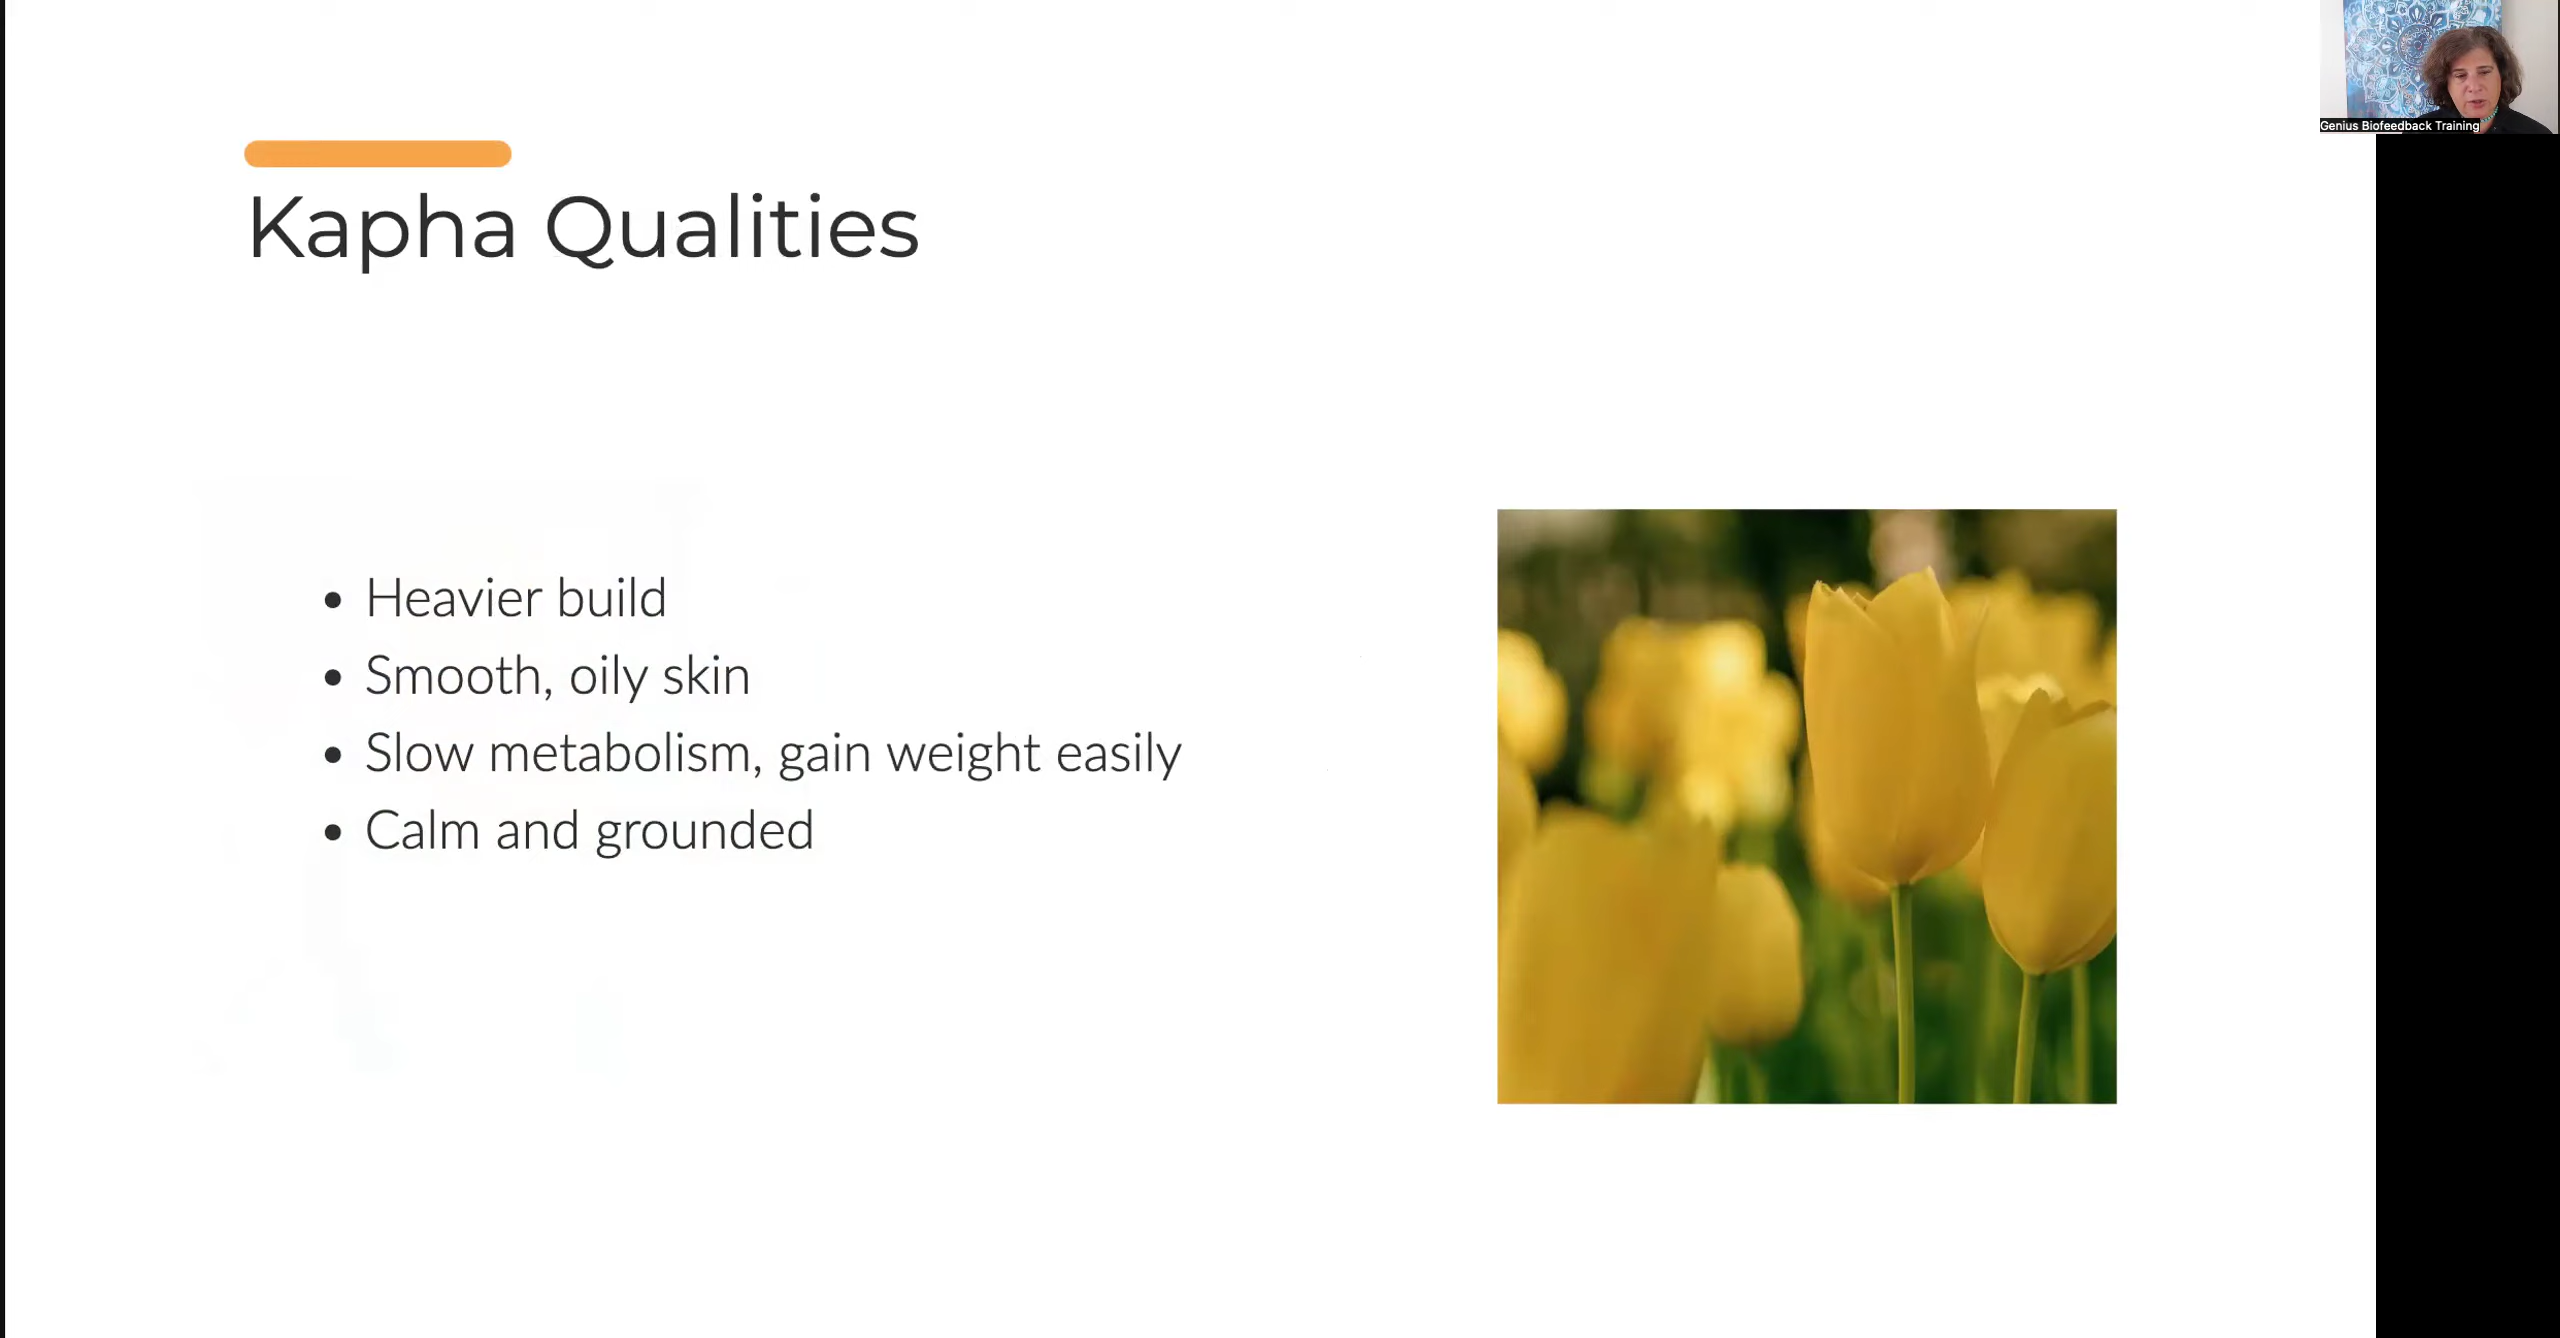 Genius Biofeedback Training
Kapha Qualities
• Heavier build
• Smooth, oily skin
• Slow metabolism, gain weight easily
• Calm and grounded